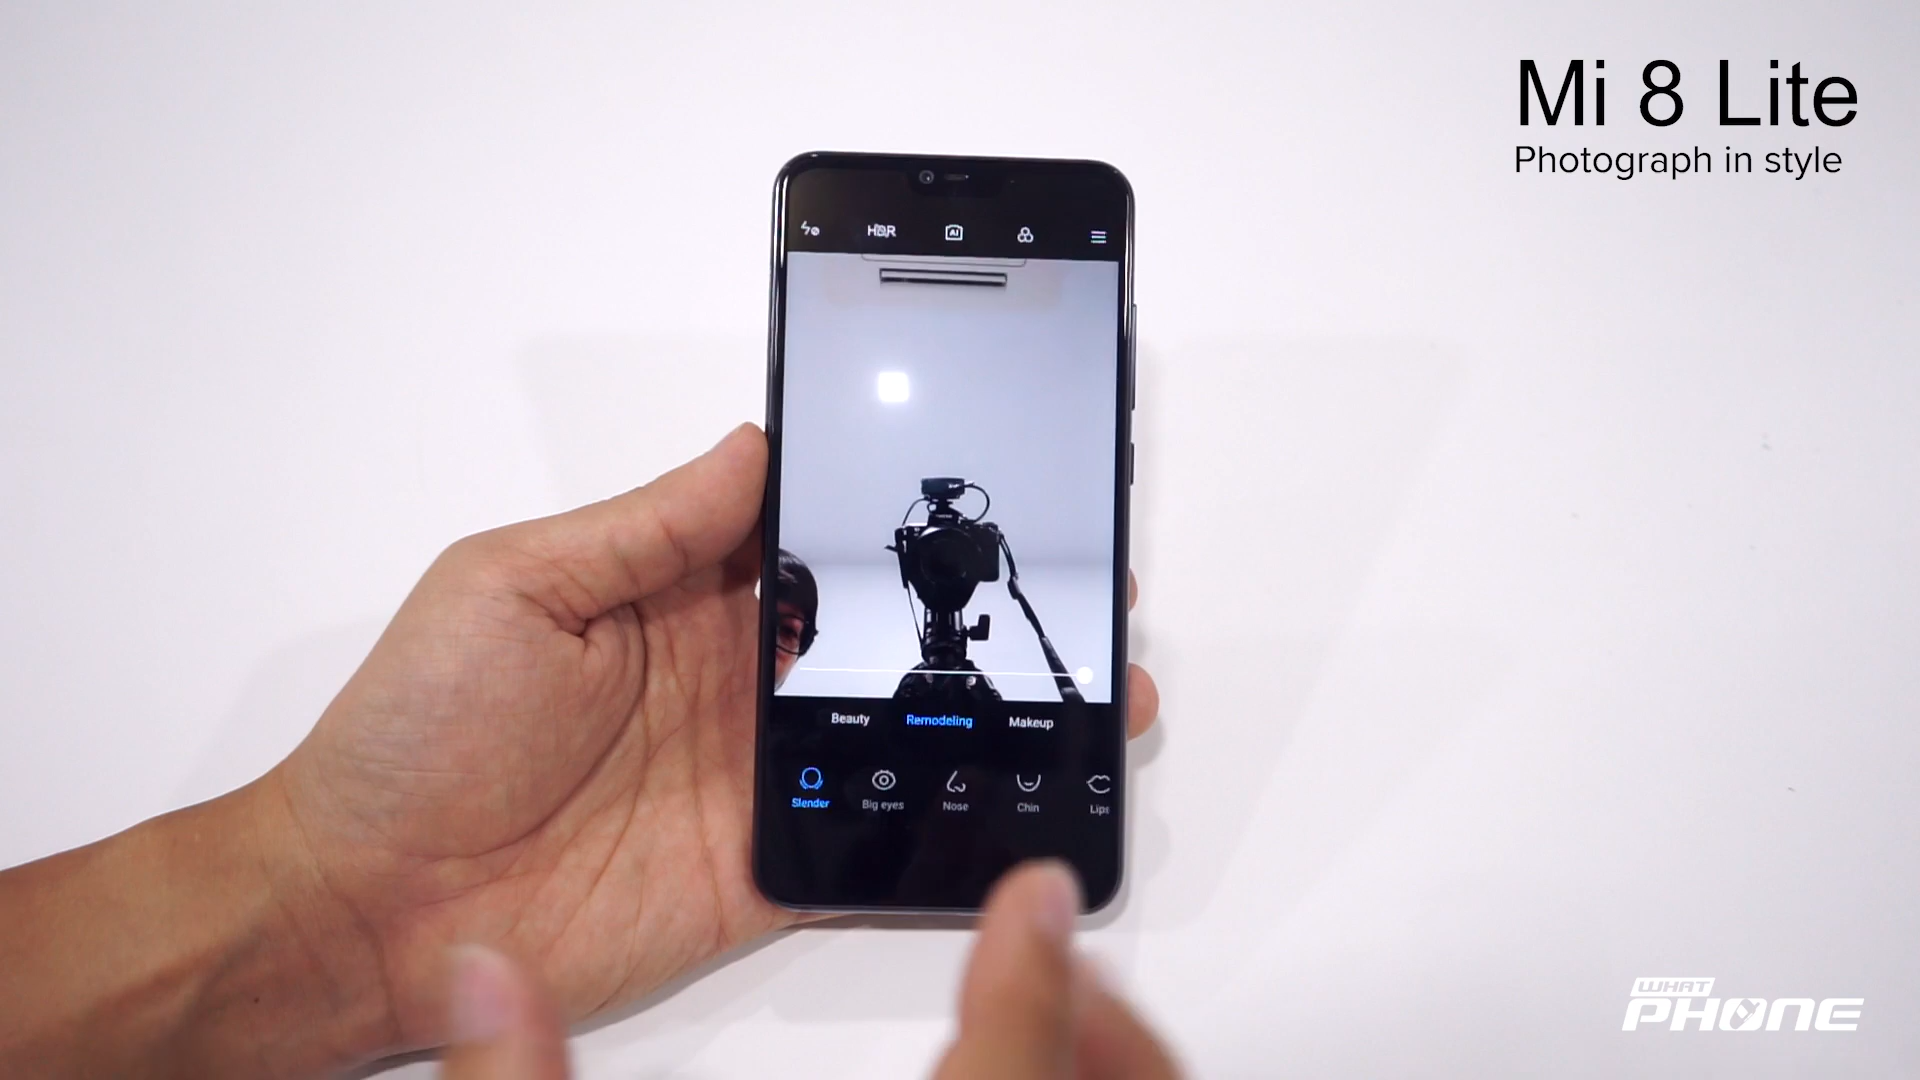 Mi 8 Lite
Photograph in style
HDR
AI
Beauty Remodeling Makeup
Slender Big eyes Nose Chin Lips
WHAT
PHONE